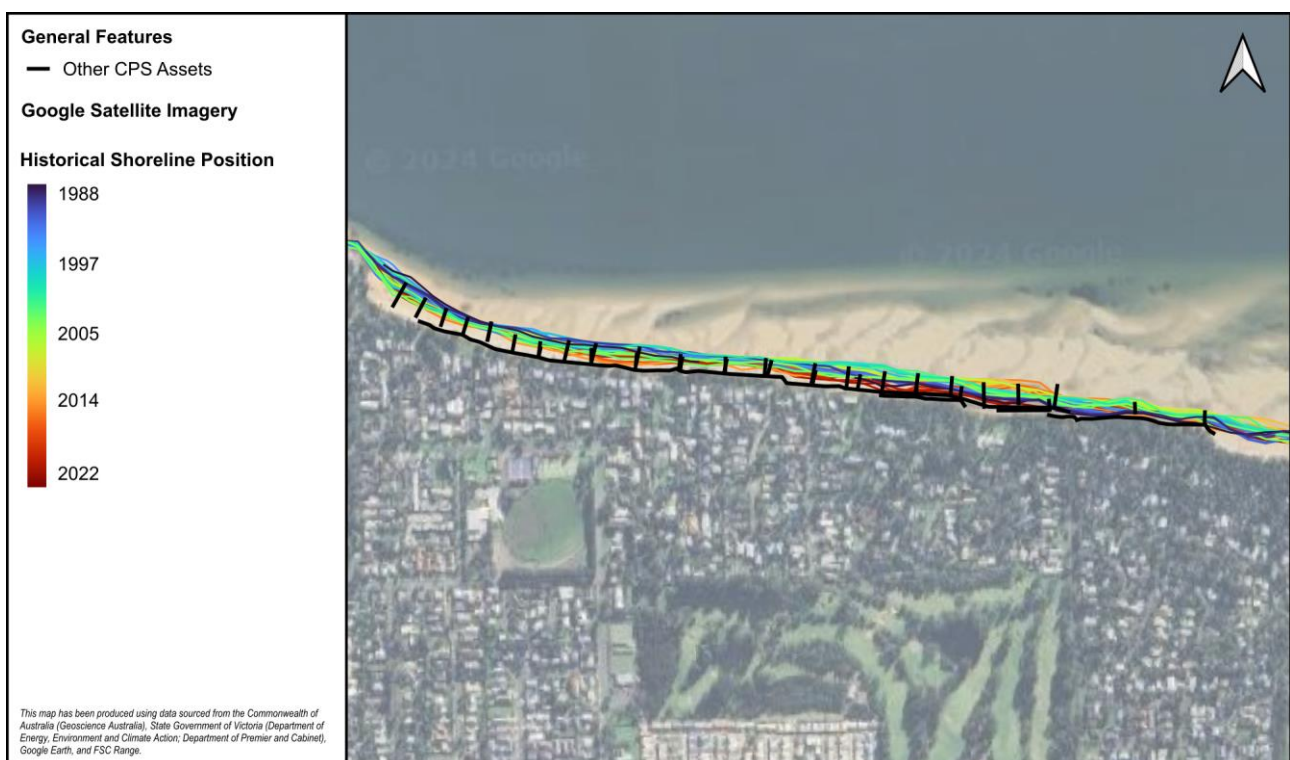 General Features
Other CPS Assets
Google Satellite Imagery
Historical Shoreline Position
1988
1997
2005
2014
2022
This map has been produced using data sourced from the Commonwealth of
Australia (Geoscience Australia), State Government of Victoria (Department of
Energy, Environment and Climate Action; Department of Premier and Cabinet),
Google Earth, and FSC Range.
© 2024 Google
© 2024 Google